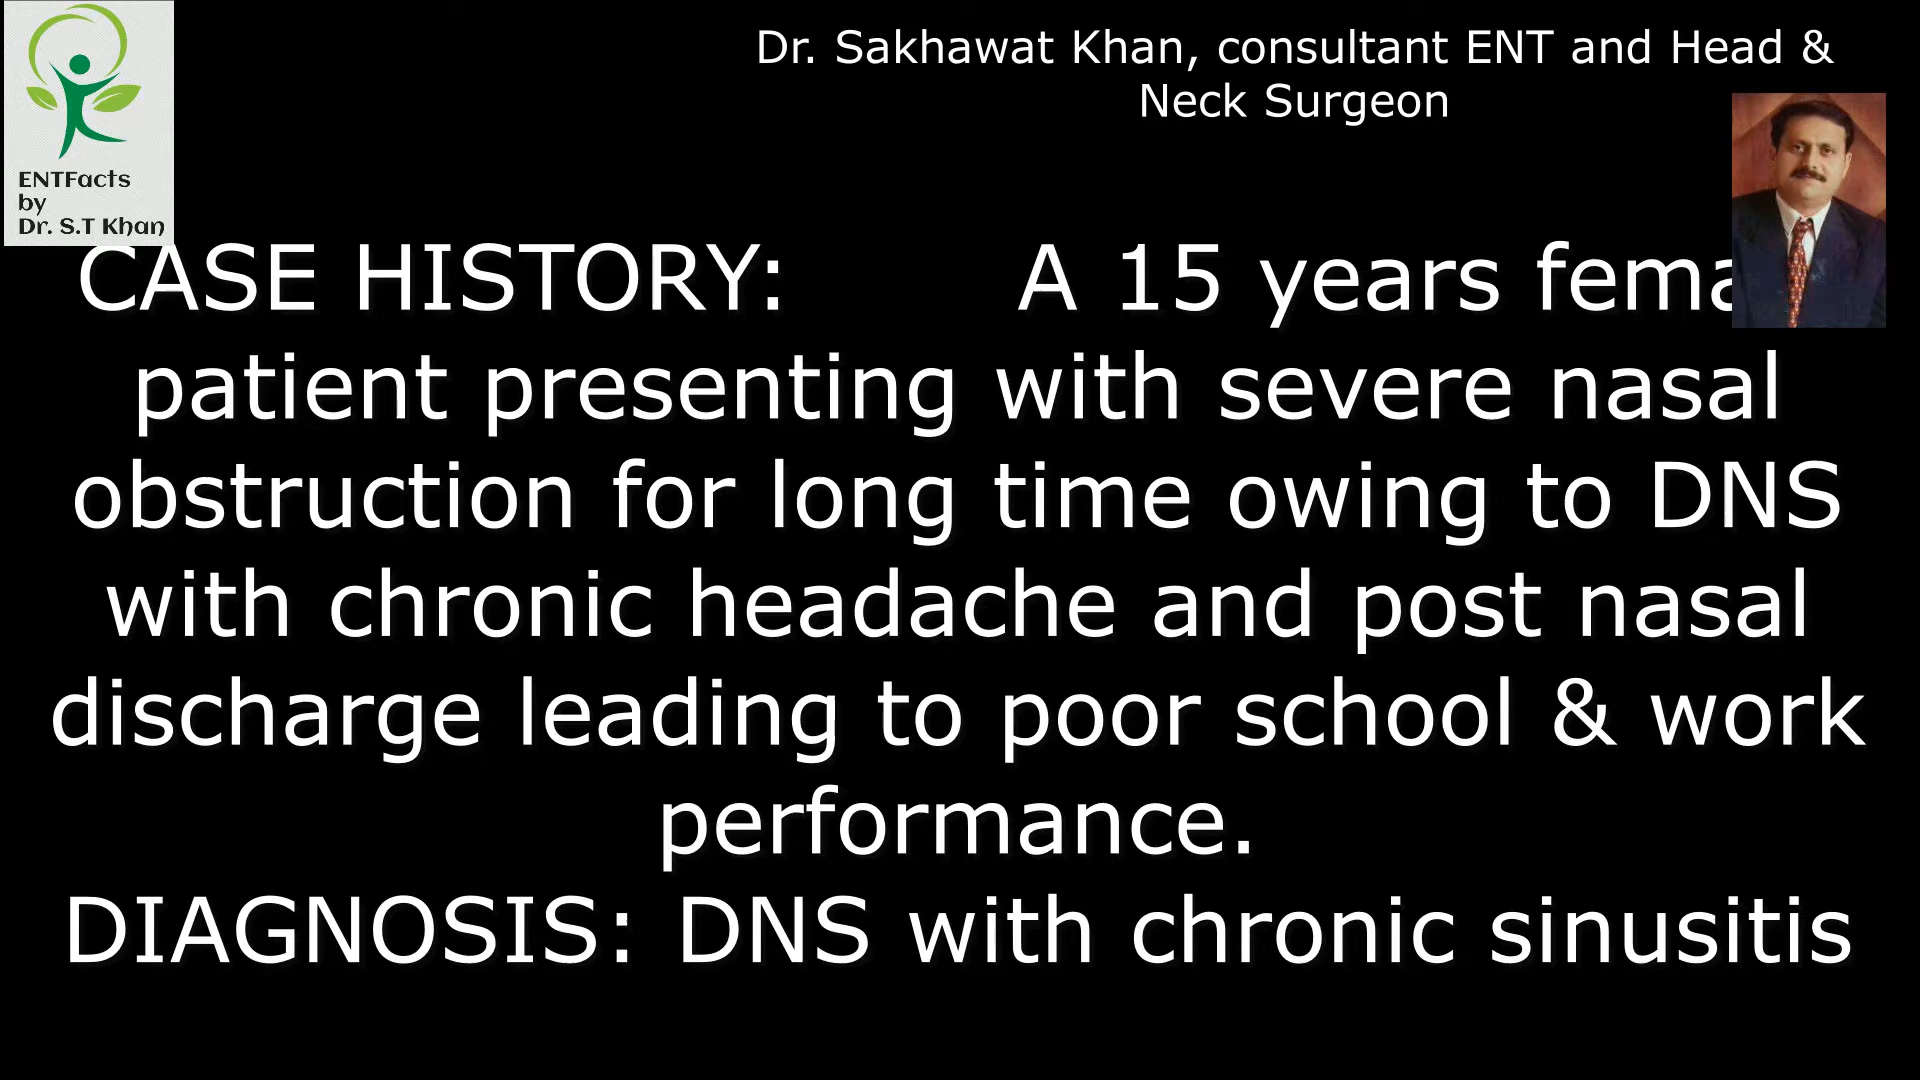 Dr. Sakhawat Khan, consultant ENT and Head &
Neck Surgeon
ENTFacts
by
Dr. S.T Khan
CASE HISTORY: A 15 years
patient presenting with severe nasal
obstruction for long time owing to DNS
with chronic headache and post nasal
discharge leading to poor school & work
performance.
DIAGNOSIS: DNS with chronic sinusitis